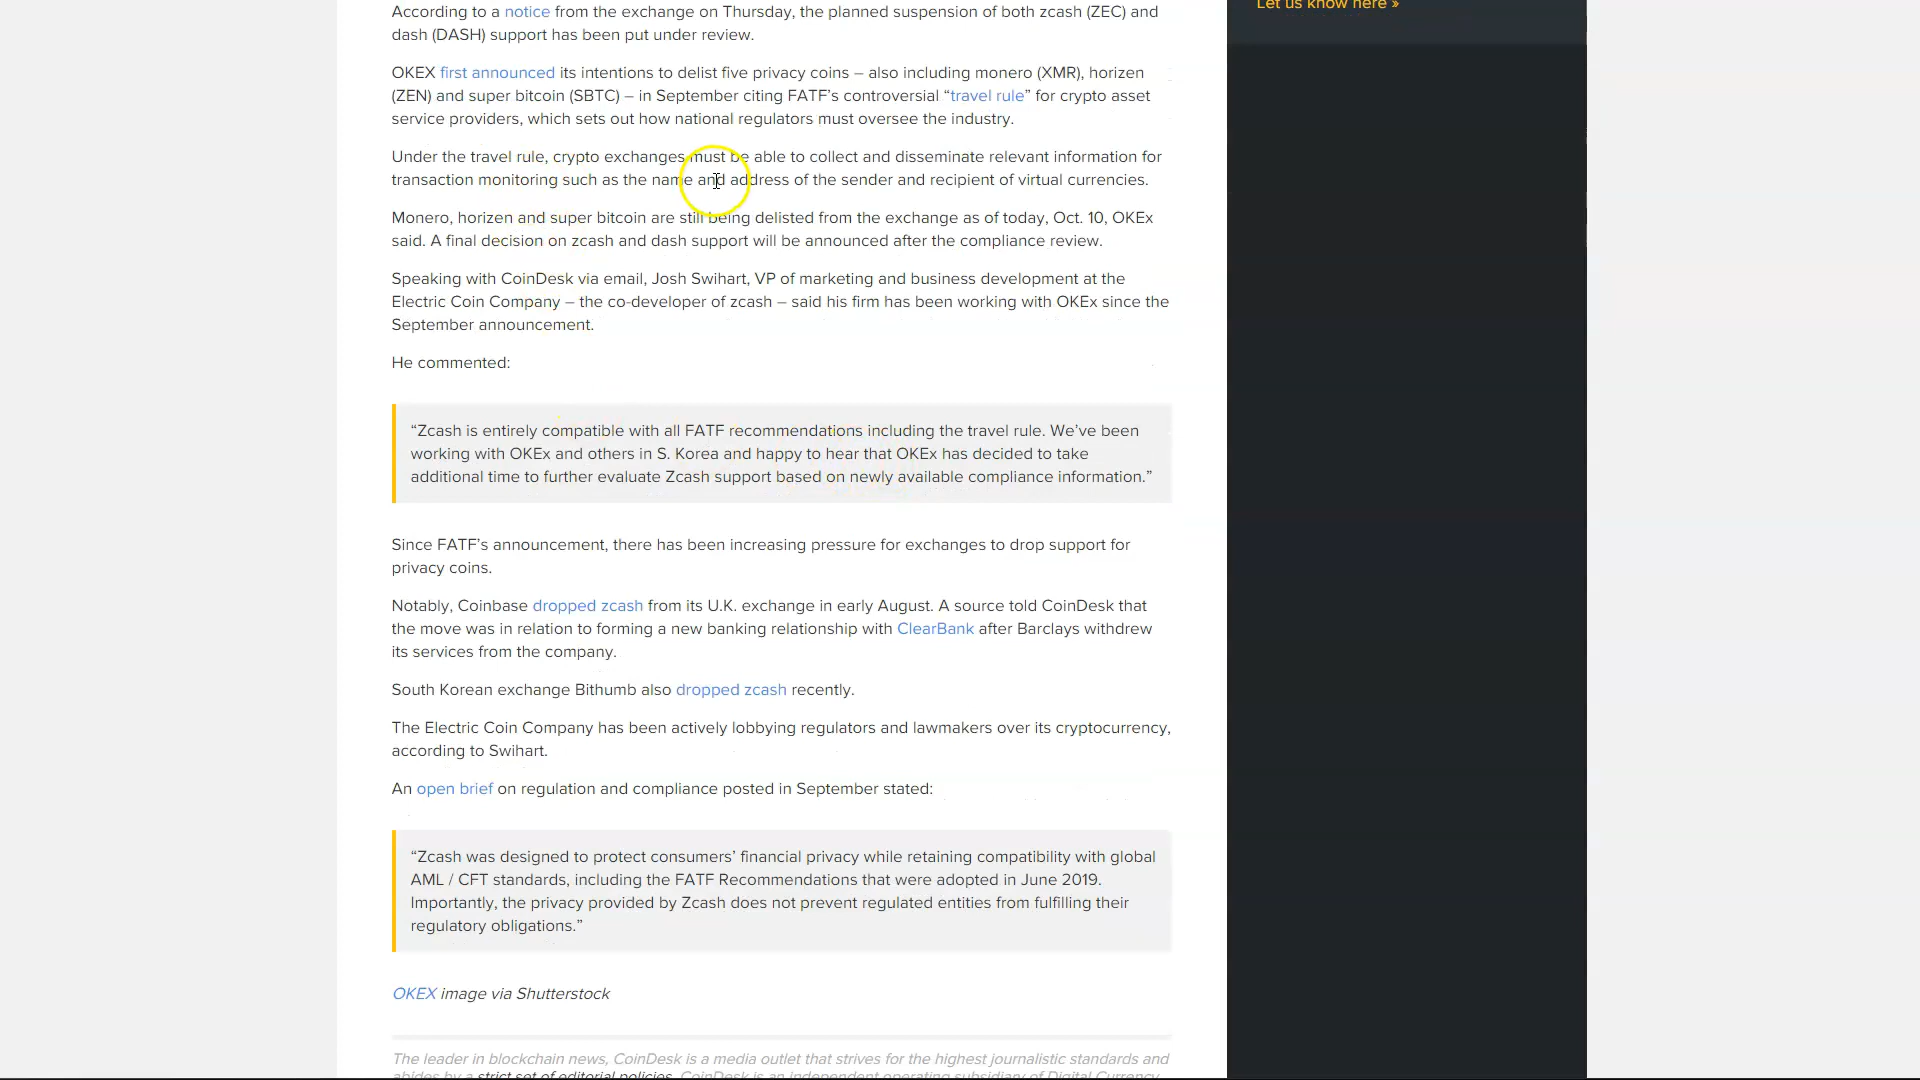 Let us know here »
According to a notice from the exchange on Thursday, the planned suspension of both zcash (ZEC) and
dash (DASH) support has been put under review.
OKEX first announced its intentions to delist five privacy coins – also including monero (XMR), horizen
(ZEN) and super bitcoin (SBTC) – in September citing FATF’s controversial “travel rule” for crypto asset
service providers, which sets out how national regulators must oversee the industry.
Under the travel rule, crypto exchanges must be able to collect and disseminate relevant information for
transaction monitoring such as the name and address of the sender and recipient of virtual currencies.
Monero, horizen and super bitcoin are still being delisted from the exchange as of today, Oct. 10, OKEx
said. A final decision on zcash and dash support will be announced after the compliance review.
Speaking with CoinDesk via email, Josh Swihart, VP of marketing and business development at the
Electric Coin Company – the co-developer of zcash – said his firm has been working with OKEx since the
September announcement.
He commented:
“Zcash is entirely compatible with all FATF recommendations including the travel rule. We’ve been
working with OKEx and others in S. Korea and happy to hear that OKEx has decided to take
additional time to further evaluate Zcash support based on newly available compliance information.”
Since FATF’s announcement, there has been increasing pressure for exchanges to drop support for
privacy coins.
Notably, Coinbase dropped zcash from its U.K. exchange in early August. A source told CoinDesk that
the move was in relation to forming a new banking relationship with ClearBank after Barclays withdrew
its services from the company.
South Korean exchange Bithumb also dropped zcash recently.
The Electric Coin Company has been actively lobbying regulators and lawmakers over its cryptocurrency,
according to Swihart.
An open brief on regulation and compliance posted in September stated:
“Zcash was designed to protect consumers’ financial privacy while retaining compatibility with global
AML / CFT standards, including the FATF Recommendations that were adopted in June 2019.
Importantly, the privacy provided by Zcash does not prevent regulated entities from fulfilling their
regulatory obligations.”
OKEX image via Shutterstock
The leader in blockchain news, CoinDesk is a media outlet that strives for the highest journalistic standards and
abides by a strict set of editorial policies. CoinDesk is an independent operating subsidiary of Digital Currency